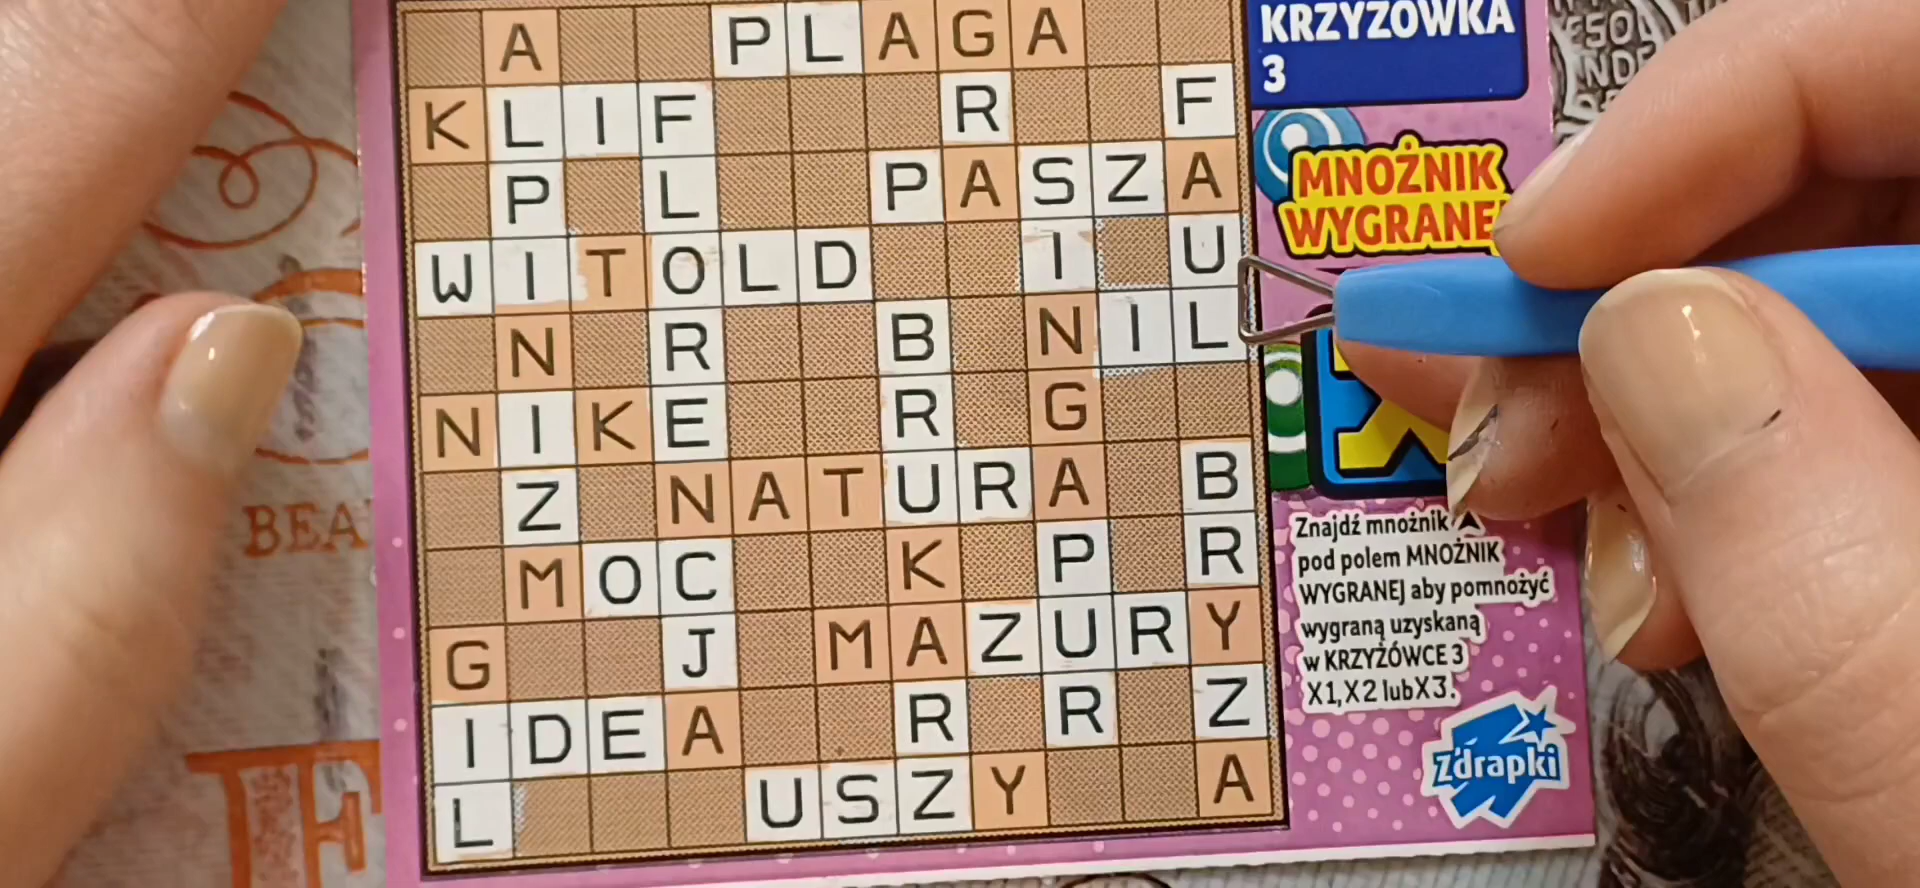 A PLAGA
KLIF R F
P L PASZA
WITOLD I U
N R B NIL
NIKE R G
Z NATURA B
MOC K P R
G J MAZURY
IDEA R R Z
L USZY A
KRZYŻÓWKA
3
MNOŻNIK
WYGRANEJ
Znajdź mnożnik
pod polem MNOŻNIK
WYGRANEJ aby pomnożyć
wygraną uzyskaną
w KRZYŻÓWCE 3
X1, X2 lub X3.
Zdrapki
BEA